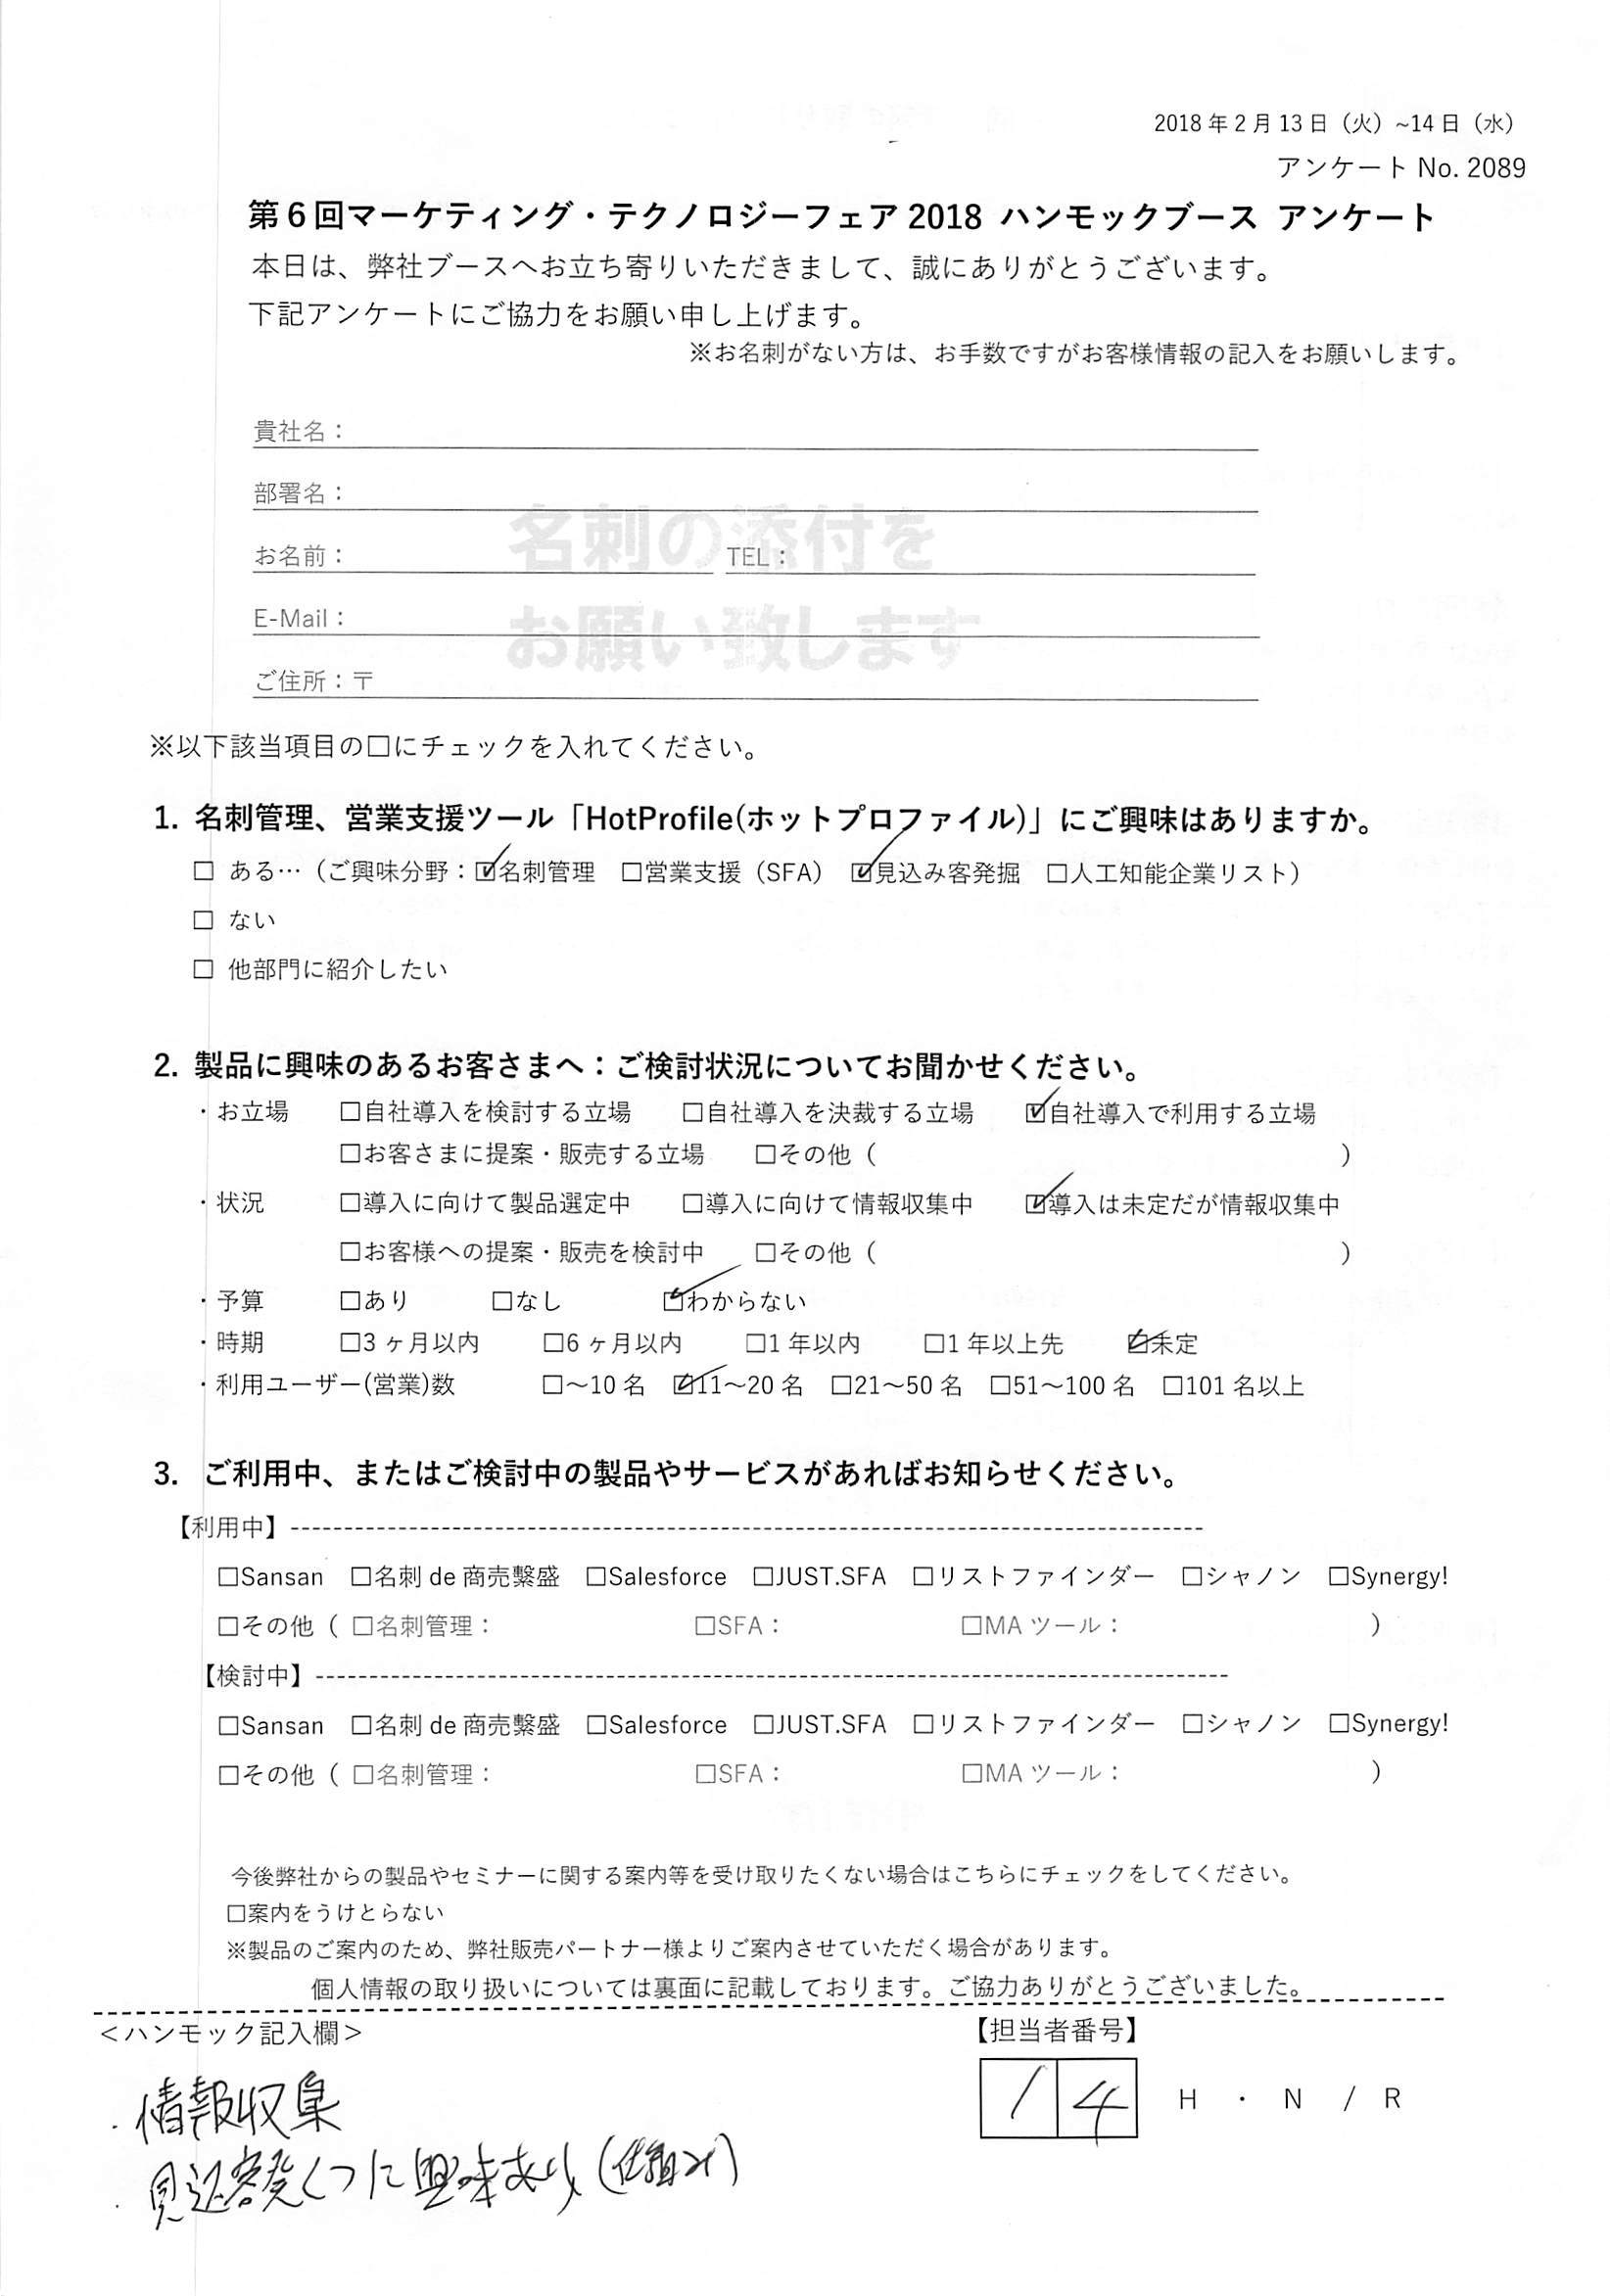 2018年2月13日（火）~14日（水）
アンケート No. 2089
第6回マーケティング・テクノロジーフェア2018 ハンモックブース アンケート
本日は、弊社ブースへお立ち寄りいただきまして、誠にありがとうございます。
下記アンケートにご協力をお願い申し上げます。
※お名刺がない方は、お手数ですがお客様情報の記入をお願いします。
貴社名：
部署名：
名刺の添付を
お名前： TEL：
お願い致します
E-Mail：
ご住所：〒
※以下該当項目の□にチェックを入れてください。
1. 名刺管理、営業支援ツール「HotProfile(ホットプロファイル)」にご興味はありますか。
□ ある…（ご興味分野：☑名刺管理 □営業支援（SFA） ☑見込み客発掘 □人工知能企業リスト）
□ ない
□ 他部門に紹介したい
2. 製品に興味のあるお客さまへ：ご検討状況についてお聞かせください。
・お立場 □自社導入を検討する立場 □自社導入を決裁する立場 ☑自社導入で利用する立場
□お客さまに提案・販売する立場 □その他（ ）
・状況 □導入に向けて製品選定中 □導入に向けて情報収集中 ☑導入は未定だが情報収集中
□お客様への提案・販売を検討中 □その他（ ）
・予算 □あり □なし ☑わからない
・時期 □3ヶ月以内 □6ヶ月以内 □1年以内 □1年以上先 ☑未定
・利用ユーザー(営業)数 □～10名 ☑11～20名 □21～50名 □51～100名 □101名以上
3. ご利用中、またはご検討中の製品やサービスがあればお知らせください。
【利用中】
□Sansan □名刺de商売繫盛 □Salesforce □JUST.SFA □リストファインダー □シャノン □Synergy!
□その他（ □名刺管理： □SFA： □MAツール： ）
【検討中】
□Sansan □名刺de商売繫盛 □Salesforce □JUST.SFA □リストファインダー □シャノン □Synergy!
□その他（ □名刺管理： □SFA： □MAツール： ）
今後弊社からの製品やセミナーに関する案内等を受け取りたくない場合はこちらにチェックをしてください。
□案内をうけとらない
※製品のご案内のため、弊社販売パートナー様よりご案内させていただく場合があります。
個人情報の取り扱いについては裏面に記載しております。ご協力ありがとうございました。
＜ハンモック記入欄＞ 【担当者番号】
14 H ・ N / R
・情報収集
・見込客発くつに興味あり（仕組み）